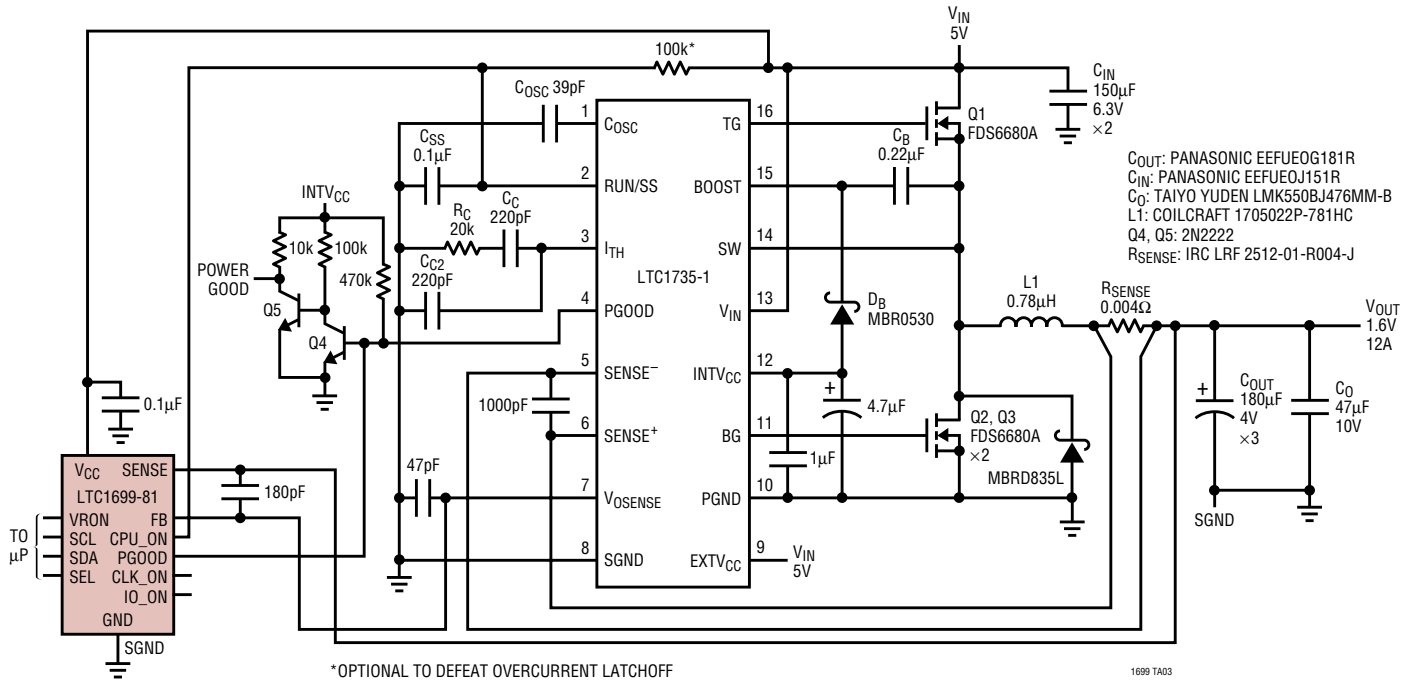 VIN
5V
100k*
COSC 39pF
CIN
150µF
6.3V
×2
1
COSC
TG
16
Q1
FDS6680A
CSS
0.1µF
CB
0.22µF
COUT: PANASONIC EEFUEOG181R
CIN: PANASONIC EEFUEOJ151R
CO: TAIYO YUDEN LMK550BJ476MM-B
L1: COILCRAFT 1705022P-781HC
Q4, Q5: 2N2222
RSENSE: IRC LRF 2512-01-R004-J
2
RUN/SS
BOOST
15
INTVCC
RC
20k
CC
220pF
3
ITH
SW
14
10k
100k
470k
LTC1735-1
CC2
220pF
POWER
GOOD
Q5
Q4
4
PGOOD
VIN
13
DB
MBR0530
L1
0.78µH
RSENSE
0.004Ω
VOUT
1.6V
12A
5
SENSE–
INTVCC
12
1000pF
+
4.7µF
+
COUT
180µF
4V
×3
CO
47µF
10V
0.1µF
6
SENSE+
BG
11
Q2, Q3
FDS6680A
×2
1µF
MBRD835L
47pF
7
VOSENSE
PGND
10
SGND
VCC
SENSE
LTC1699-81
180pF
VRON
FB
TO
µP
SCL
CPU_ON
SDA
PGOOD
SEL
CLK_ON
IO_ON
GND
SGND
8
SGND
EXTVCC
9
VIN
5V
*OPTIONAL TO DEFEAT OVERCURRENT LATCHOFF
1699 TA03